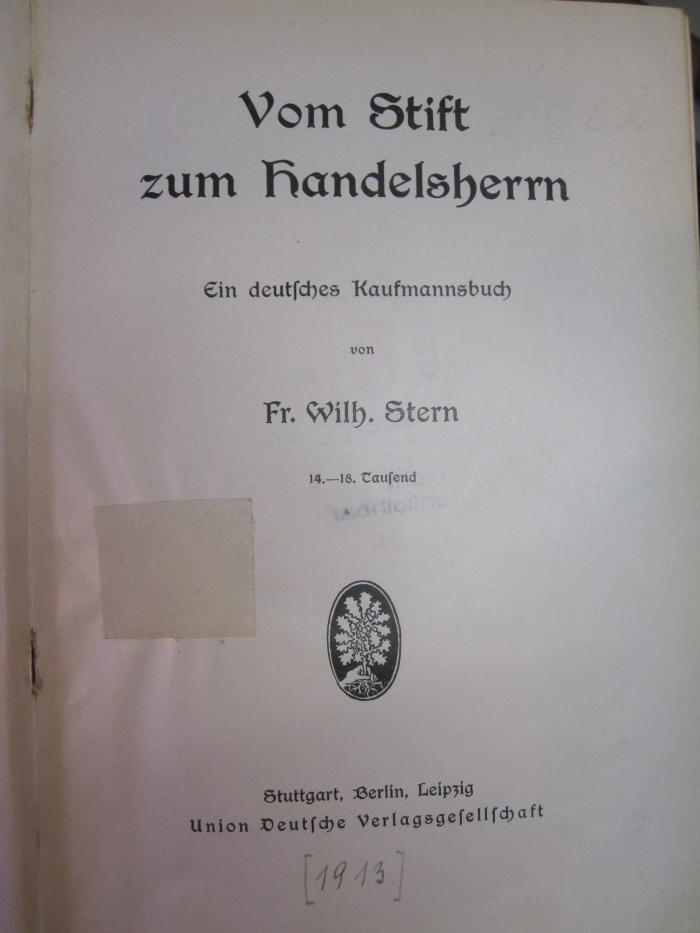 Vom Stift
zum Handelsherrn
Ein deutſches Kaufmannsbuch
von
Fr. Wilh. Stern
14.—18. Tauſend
Stuttgart, Berlin, Leipzig
Union Deutſche Verlagsgeſellſchaft
[1913.]